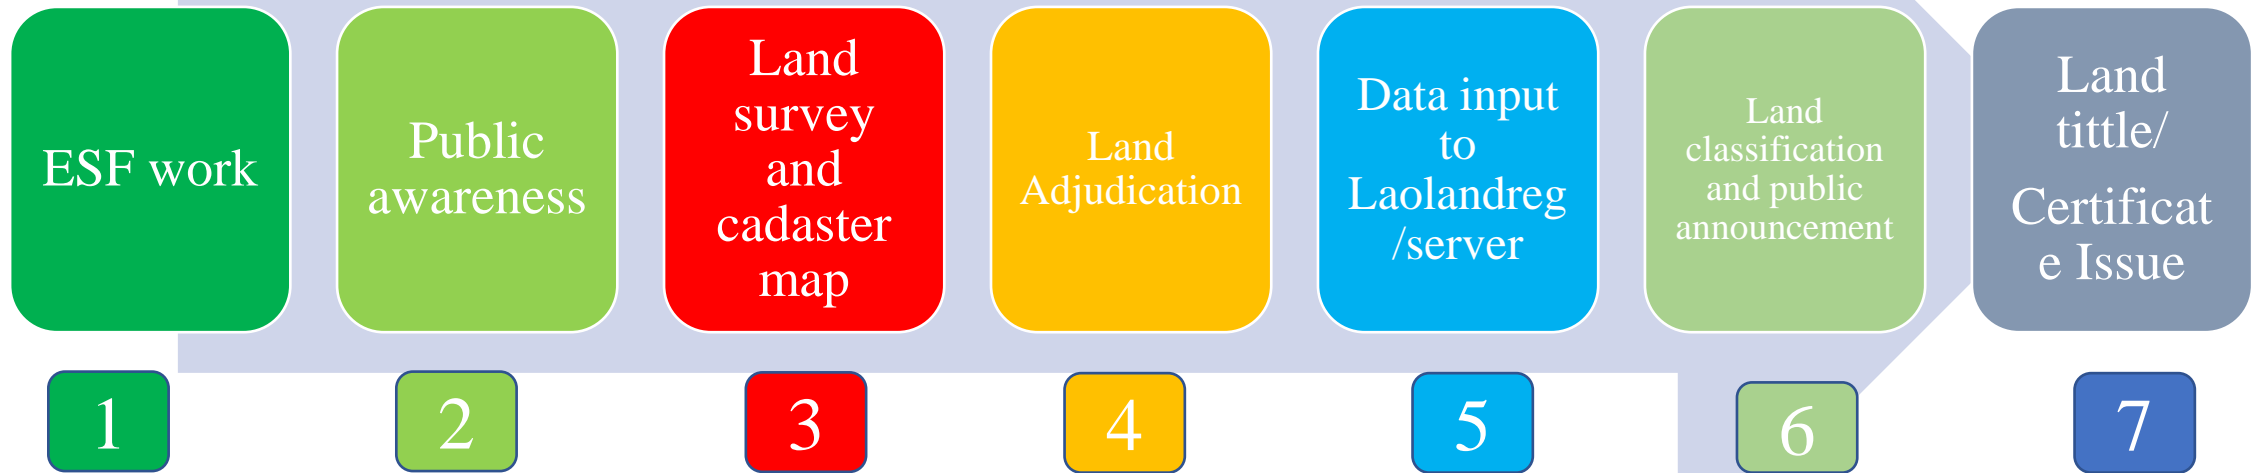 ESF work
Public
awareness
Land
survey
and
cadaster
map
Land
Adjudication
Data input
to
Laolandreg
/server
Land
classification
and public
announcement
Land
tittle/
Certificat
e Issue
1
2
3
4
5
6
7